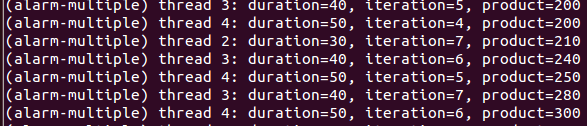 (alarm-multiple) thread 3: duration=40, iteration=5, product=200
(alarm-multiple) thread 4: duration=50, iteration=4, product=200
(alarm-multiple) thread 2: duration=30, iteration=7, product=210
(alarm-multiple) thread 3: duration=40, iteration=6, product=240
(alarm-multiple) thread 4: duration=50, iteration=5, product=250
(alarm-multiple) thread 3: duration=40, iteration=7, product=280
(alarm-multiple) thread 4: duration=50, iteration=6, product=300